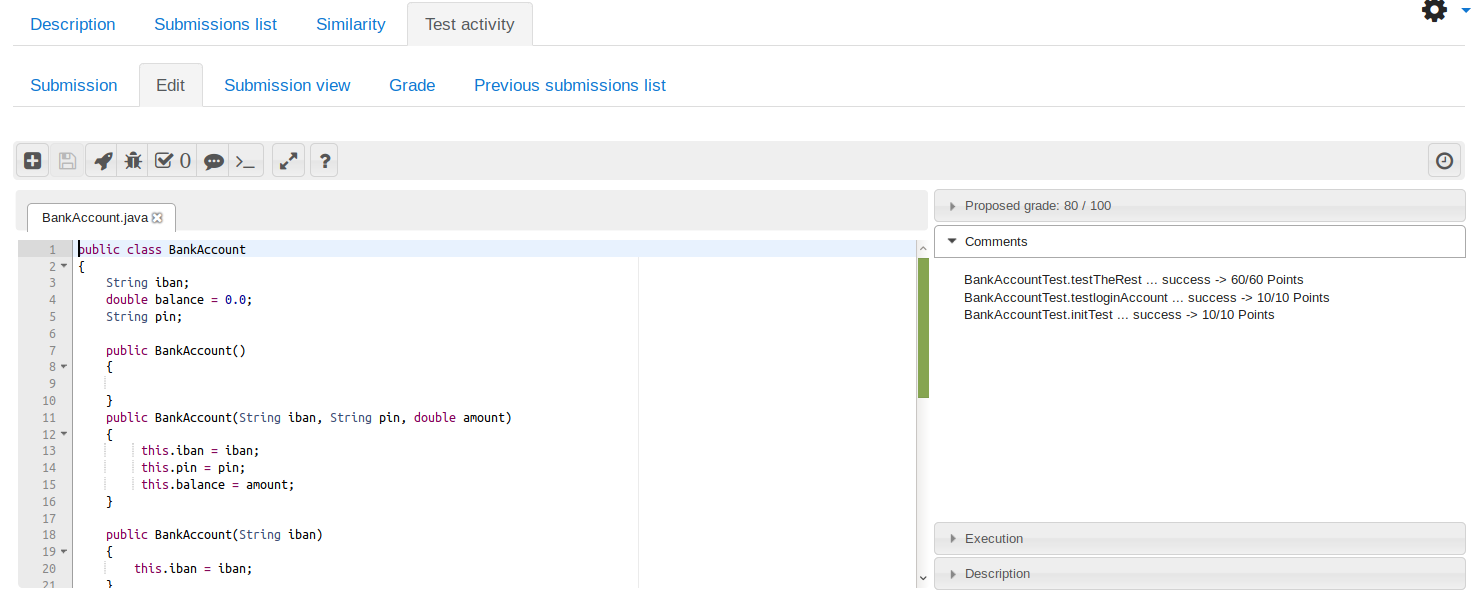 Description Submissions list Similarity Test activity
Submission Edit Submission view Grade Previous submissions list
0 >_ ?
BankAccount.java
1 public class BankAccount
2 {
3 String iban;
4 double balance = 0.0;
5 String pin;
6
7 public BankAccount()
8 {
9
10 }
11 public BankAccount(String iban, String pin, double amount)
12 {
13 this.iban = iban;
14 this.pin = pin;
15 this.balance = amount;
16 }
17
18 public BankAccount(String iban)
19 {
20 this.iban = iban;
21 }
Proposed grade: 80 / 100
Comments
BankAccountTest.testTheRest ... success -> 60/60 Points
BankAccountTest.testloginAccount ... success -> 10/10 Points
BankAccountTest.initTest ... success -> 10/10 Points
Execution
Description